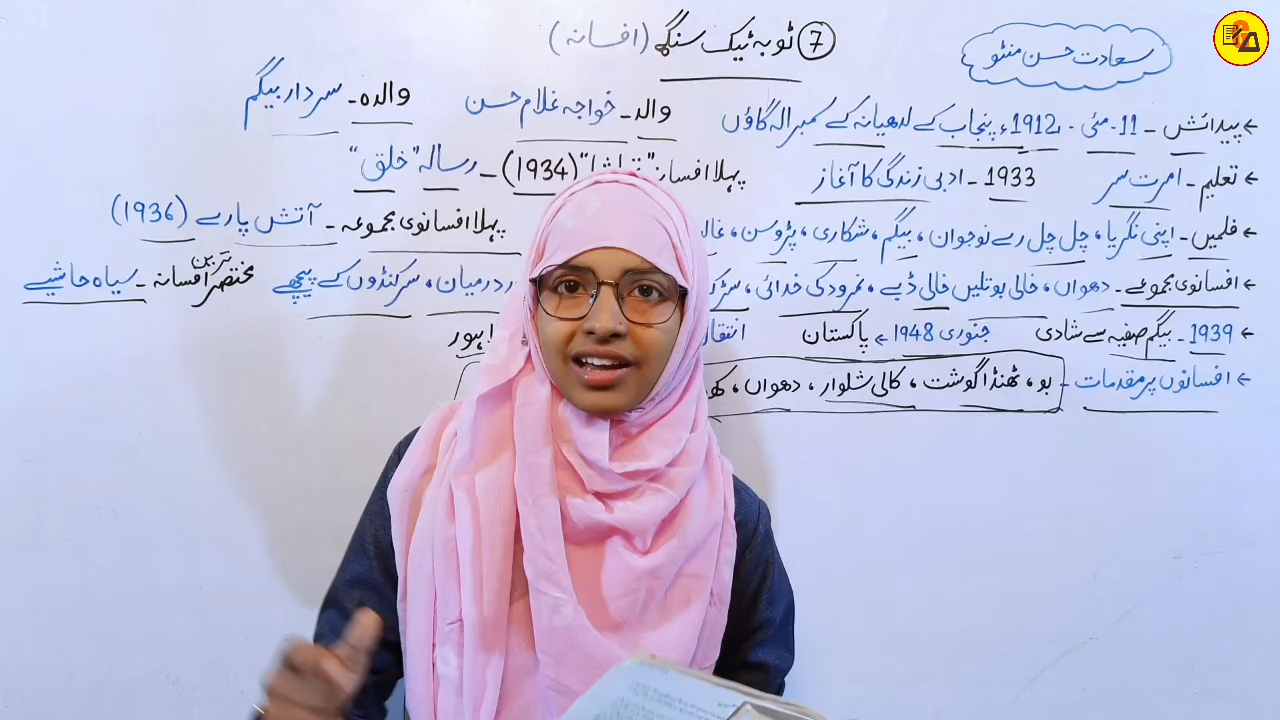 ⑦ ٹوبہ ٹیک سنگھ (افسانہ)
سعادت حسن منٹو
← پیدائش ۔ 11۔ مئی ۔ 1912ء، پنجاب کے لدھیانہ کے کمبرالہ گاؤں والد ۔ خواجہ غلام حسن والدہ ۔ سردار بیگم
← تعلیم ۔ امرت سر 1933 ۔ ادبی زندگی کا آغاز پہلا افسانہ "تماشا" (1934) ۔ رسالہ "خلق"
← فلمیں ۔ اپنی نگریا، چل چل رے نوجوان، بیگم، شکاری، پڑوسن، پہلا افسانوی مجموعہ ۔ آتش پارے (1936)
← افسانوی مجموعے ۔ دھواں، خالی بوتلیں خالی ڈبے، نمرود کی خدائی، درمیان، سرکنڈوں کے پیچھے مختصر ترین افسانہ ۔ سیاہ حاشیے
← 1939 ۔ بیگم صفیہ سے شادی جنوری 1948 ← پاکستان
← افسانوں پر مقدمات ۔ بو، ٹھنڈا گوشت، کالی شلوار، دھواں،